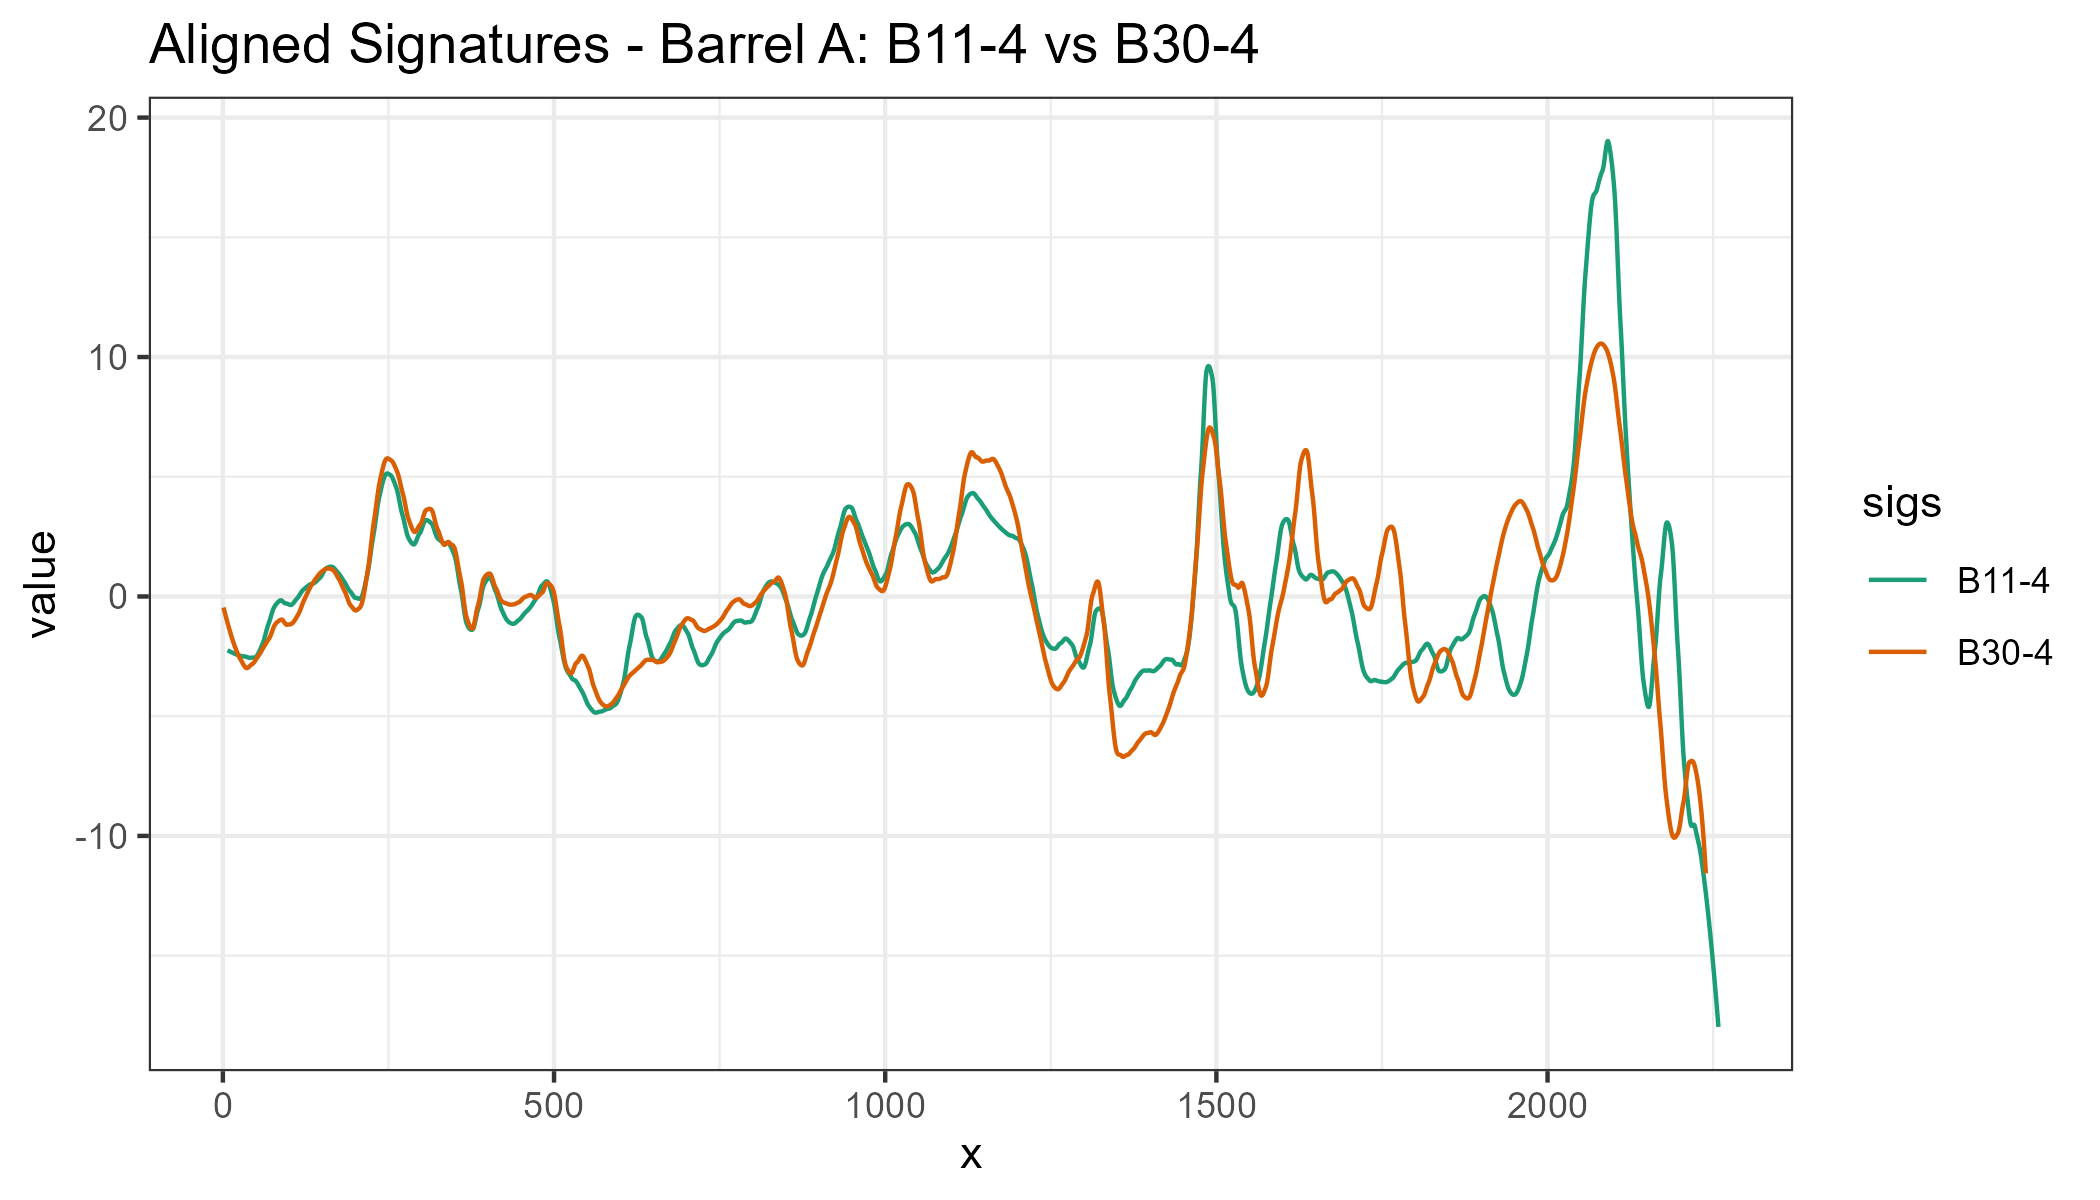 Aligned Signatures - Barrel A: B11-4 vs B30-4
20
10
0
-10
value
0 500 1000 1500 2000
x
sigs
B11-4
B30-4